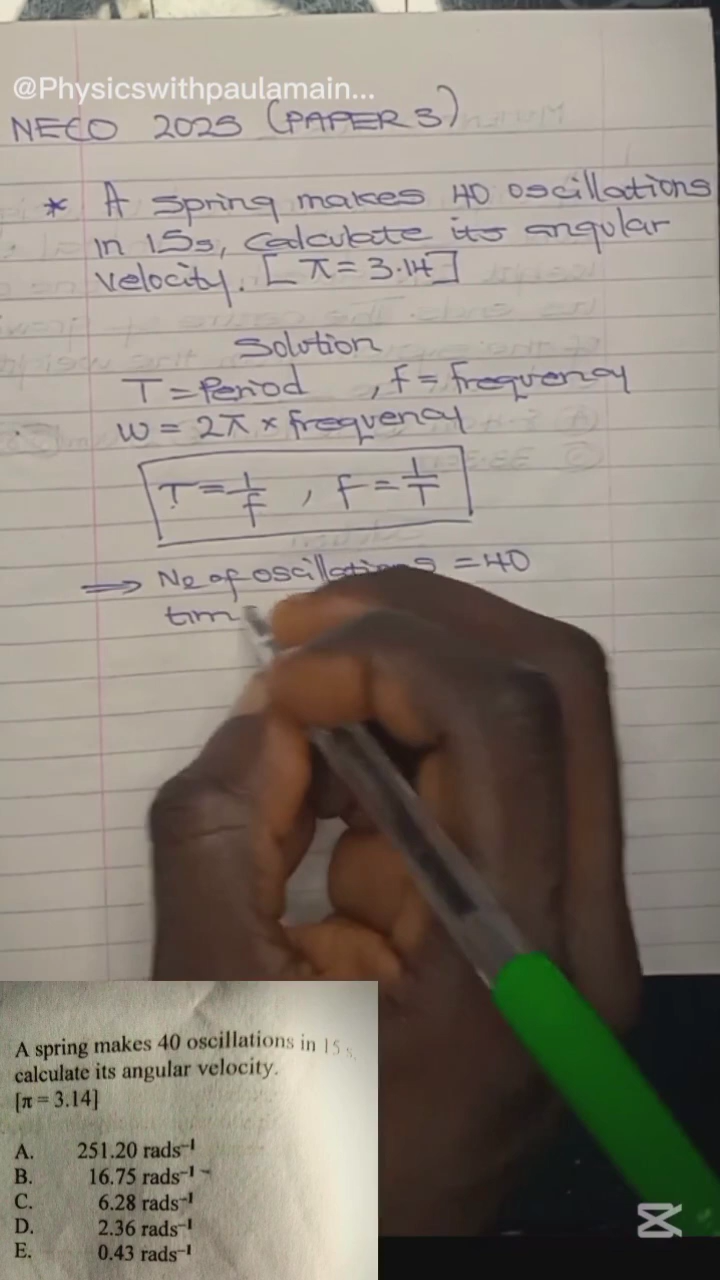 @Physicswithpaulamain...
NECO 2025 (PAPER 3)
* A spring makes 40 oscillations
in 15s, calculate its angular
velocity. [π = 3.14]
Solution
T = Period , f = frequency
w = 2π × frequency
T = 1/f , f = 1/T
⇒ No of oscillations = 40
tim
A spring makes 40 oscillations in 15 s,
calculate its angular velocity.
[π = 3.14]
A. 251.20 rads⁻¹
B. 16.75 rads⁻¹
C. 6.28 rads⁻¹
D. 2.36 rads⁻¹
E. 0.43 rads⁻¹